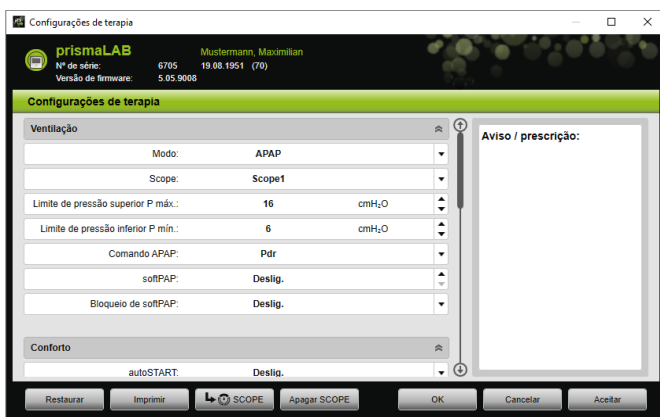 Configurações de terapia
prismaLAB Mustermann, Maximilian
Nº de série: 6705 19.08.1951 (70)
Versão de firmware: 5.05.9008
Configurações de terapia
Ventilação
Modo: APAP
Scope: Scope1
Limite de pressão superior P máx.: 16 cmH₂O
Limite de pressão inferior P mín.: 6 cmH₂O
Comando APAP: Pdr
softPAP: Deslig.
Bloqueio de softPAP: Deslig.
Conforto
autoSTART: Deslig.
Aviso / prescrição:
Restaurar Imprimir SCOPE Apagar SCOPE OK Cancelar Aceitar